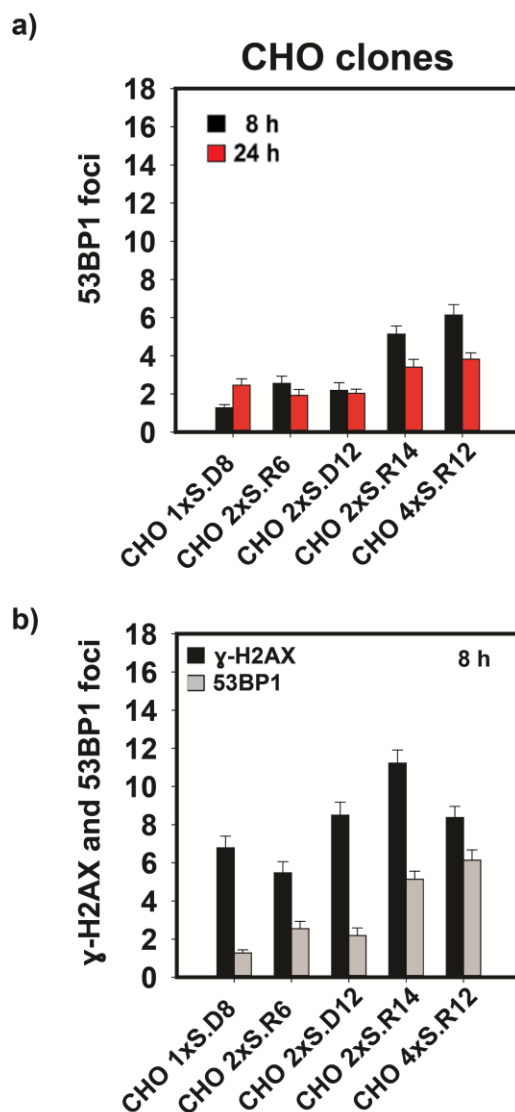 a)
CHO clones
18
16
14
12
10
8
6
4
2
0
53BP1 foci
8 h
24 h
CHO 1xS.D8
CHO 2xS.R6
CHO 2xS.D12
CHO 2xS.R14
CHO 4xS.R12
b)
18
16
14
12
10
8
6
4
2
0
ɣ-H2AX and 53BP1 foci
ɣ-H2AX
53BP1
8 h
CHO 1xS.D8
CHO 2xS.R6
CHO 2xS.D12
CHO 2xS.R14
CHO 4xS.R12